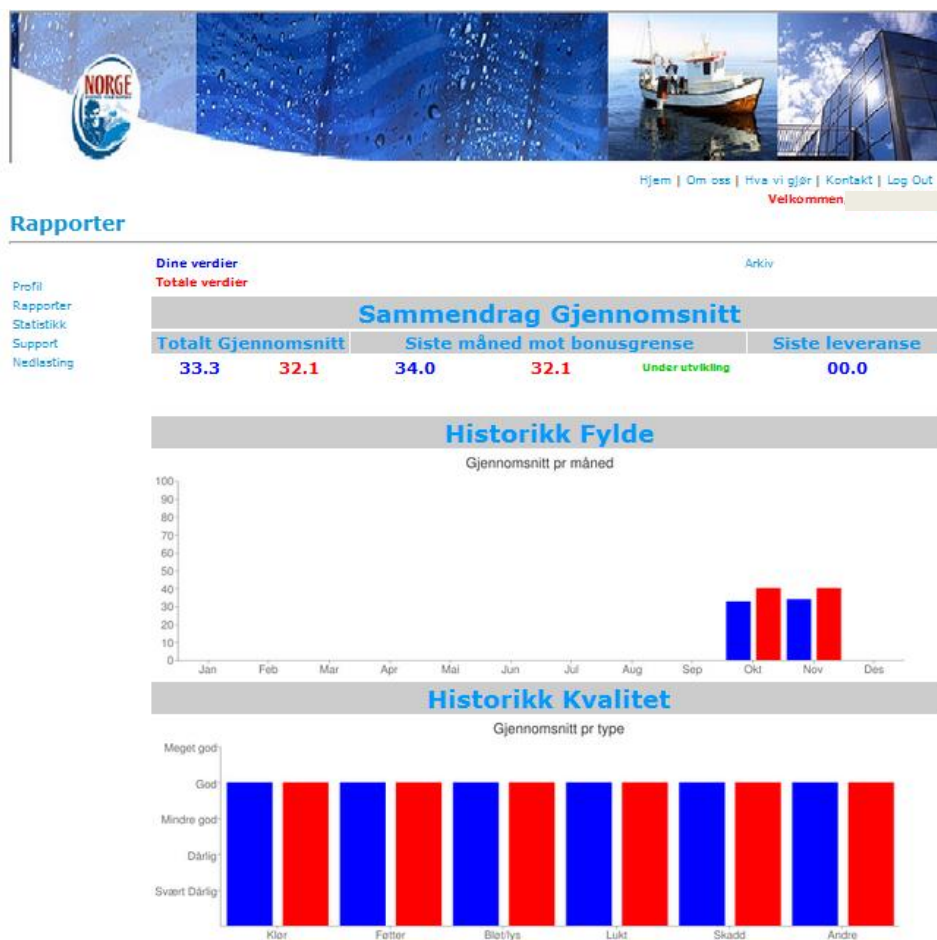 NORGE
Hjem | Om oss | Hva vi gjør | Kontakt | Log Out
Velkommen
Rapporter
Dine verdier
Arkiv
Totale verdier
Profil
Rapporter
Statistikk
Support
Nedlasting
Sammendrag Gjennomsnitt
Totalt Gjennomsnitt Siste måned mot bonusgrense Siste leveranse
33.3 32.1 34.0 32.1 Under utvikling 00.0
Historikk Fylde
Gjennomsnitt pr måned
100
90
80
70
60
50
40
30
20
10
0
Jan Feb Mar Apr Mai Jun Jul Aug Sep Okt Nov Des
Historikk Kvalitet
Gjennomsnitt pr type
Meget god
God
Mindre god
Dårlig
Svært Dårlig
Klør Føtter Bløt/lys Lukt Skadd Andre